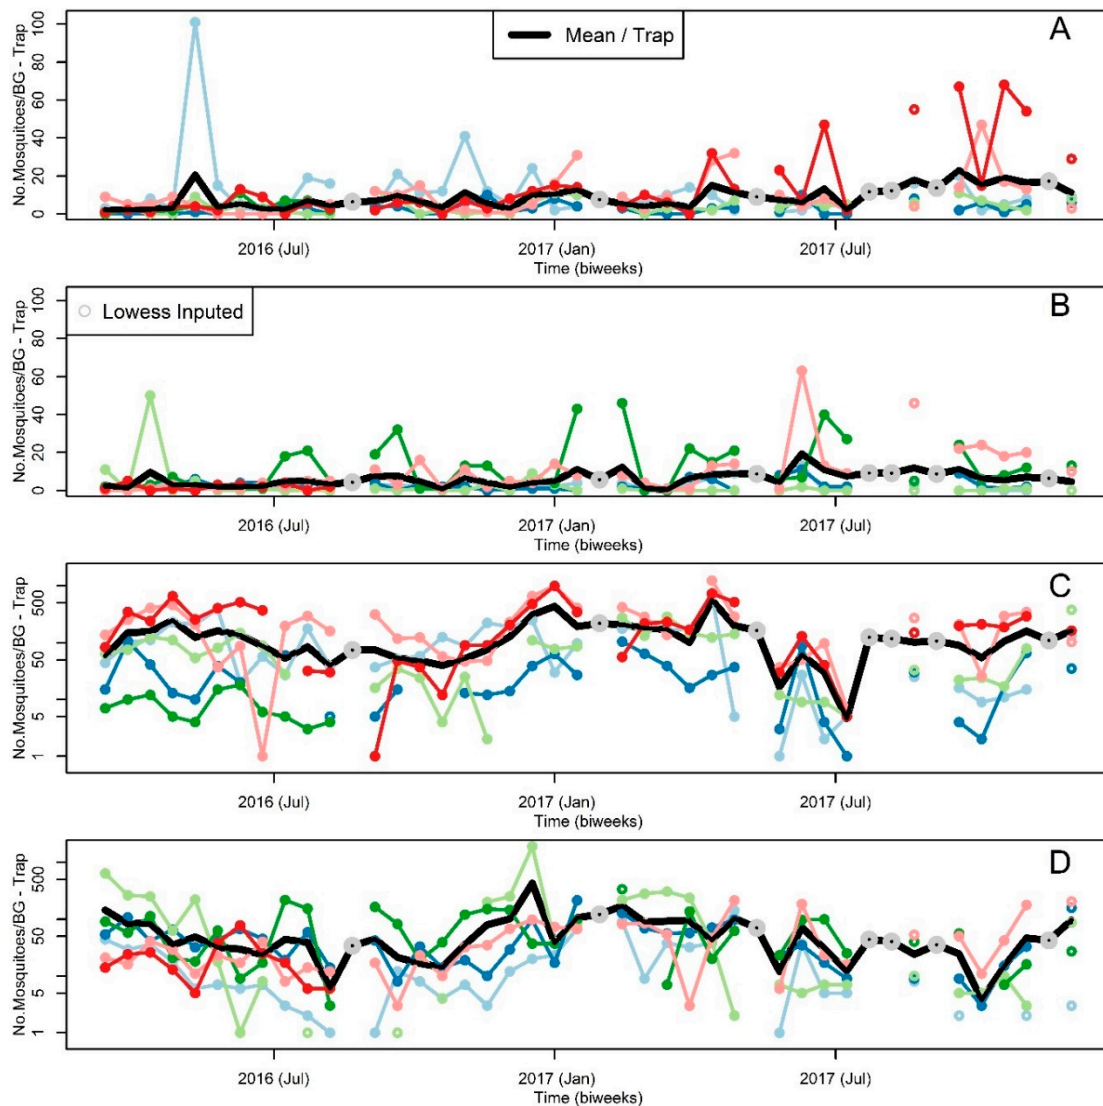 A
Mean / Trap
No.Mosquitoes/BG - Trap
100
80
60
40
20
0
2016 (Jul)
2017 (Jan)
2017 (Jul)
Time (biweeks)
B
Lowess Inputed
No.Mosquitoes/BG - Trap
100
80
60
40
20
0
2016 (Jul)
2017 (Jan)
2017 (Jul)
Time (biweeks)
C
No.Mosquitoes/BG - Trap
500
50
5
1
2016 (Jul)
2017 (Jan)
2017 (Jul)
Time (biweeks)
D
No.Mosquitoes/BG - Trap
500
50
5
1
2016 (Jul)
2017 (Jan)
2017 (Jul)
Time (biweeks)